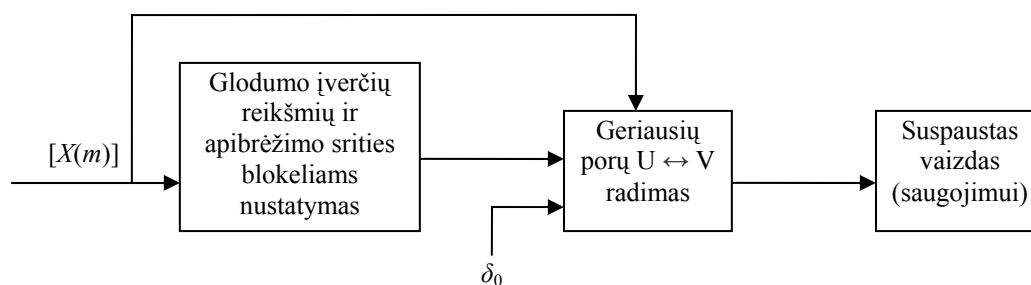 [X(m)]
Glodumo įverčių
reikšmių ir
apibrėžimo srities
blokeliams
nustatymas
Geriausių
porų U ↔ V
radimas
δ₀
Suspaustas
vaizdas
(saugojimui)